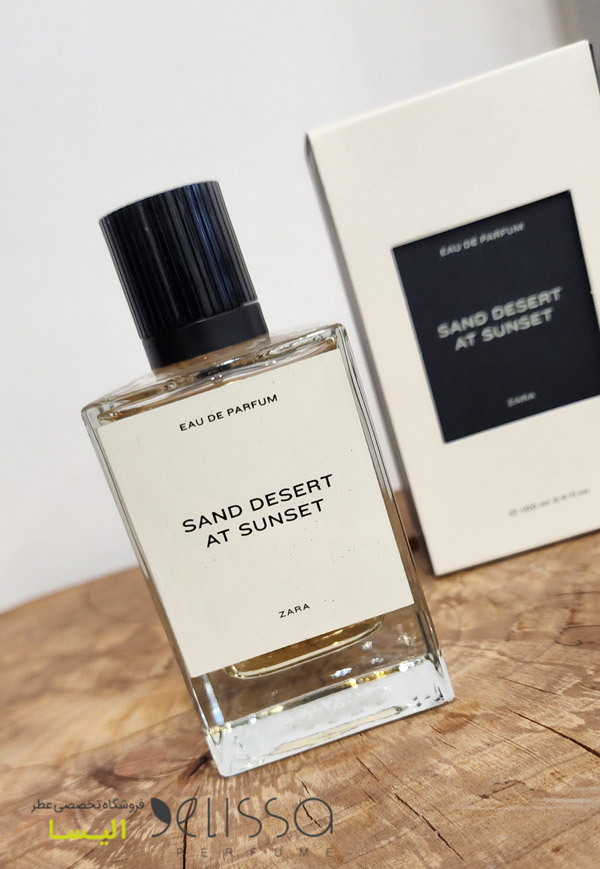 EAU DE PARFUM
SAND DESERT
AT SUNSET
ZARA
EAU DE PARFUM
SAND DESERT
AT SUNSET
ZARA
فروشگاه تخصصی عطر
الیسا
elissa
PERFUME